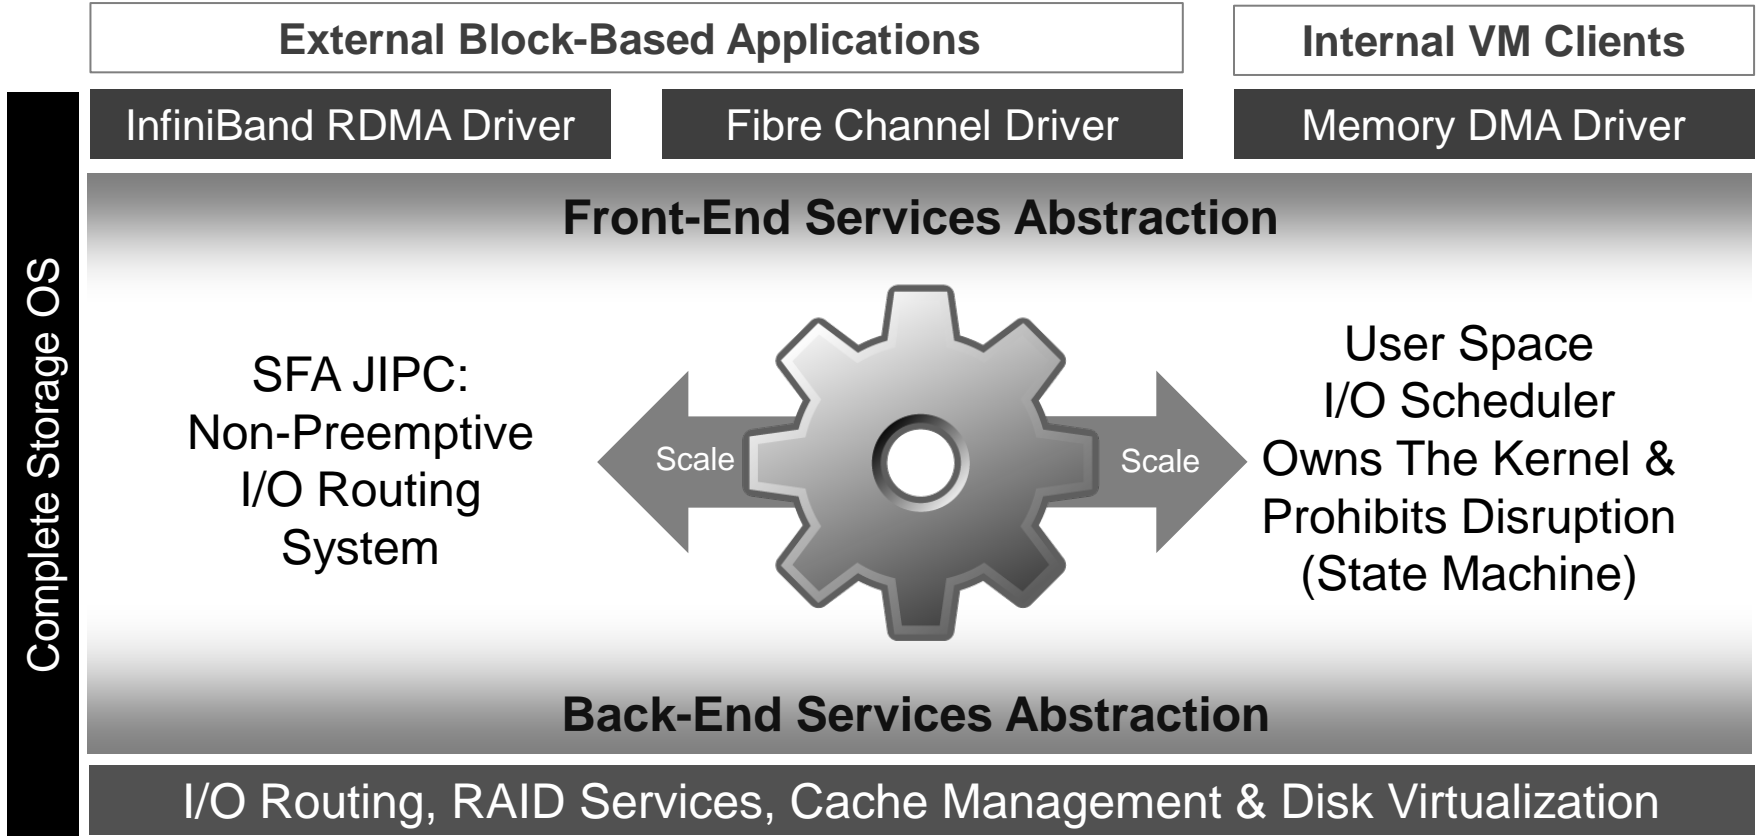 External Block-Based Applications
Internal VM Clients
InfiniBand RDMA Driver
Fibre Channel Driver
Memory DMA Driver
Complete Storage OS
Front-End Services Abstraction
SFA JIPC:
Non-Preemptive
I/O Routing
System
Scale
Scale
User Space
I/O Scheduler
Owns The Kernel &
Prohibits Disruption
(State Machine)
Back-End Services Abstraction
I/O Routing, RAID Services, Cache Management & Disk Virtualization